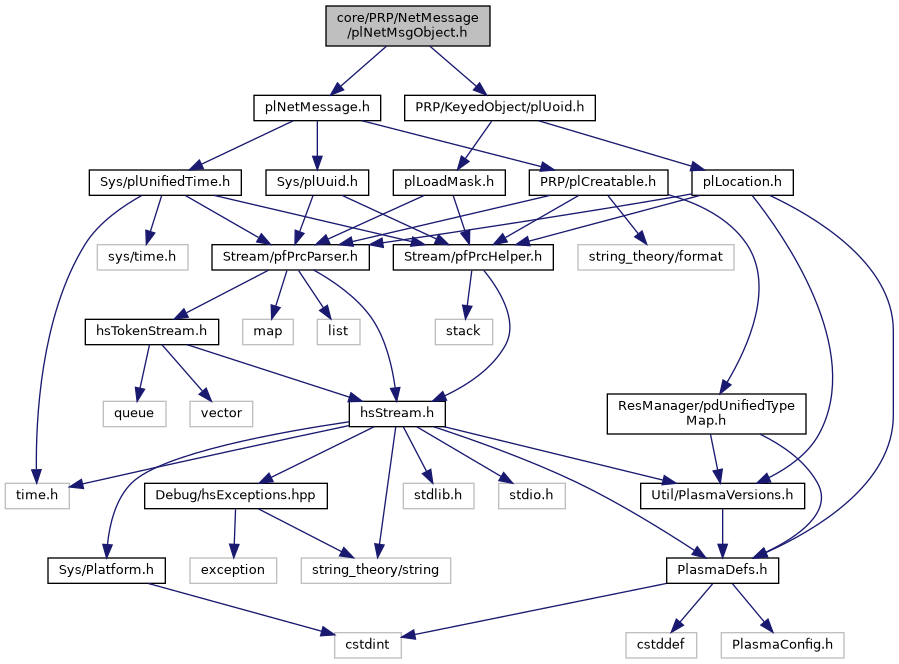 core/PRP/NetMessage
/plNetMsgObject.h
plNetMessage.h
PRP/KeyedObject/plUoid.h
Sys/plUnifiedTime.h
Sys/plUuid.h
plLoadMask.h
PRP/plCreatable.h
plLocation.h
sys/time.h
Stream/pfPrcParser.h
Stream/pfPrcHelper.h
string_theory/format
hsTokenStream.h
map
list
stack
queue
vector
hsStream.h
ResManager/pdUnifiedType
Map.h
time.h
Debug/hsExceptions.hpp
stdlib.h
stdio.h
Util/PlasmaVersions.h
Sys/Platform.h
exception
string_theory/string
PlasmaDefs.h
cstdint
cstddef
PlasmaConfig.h